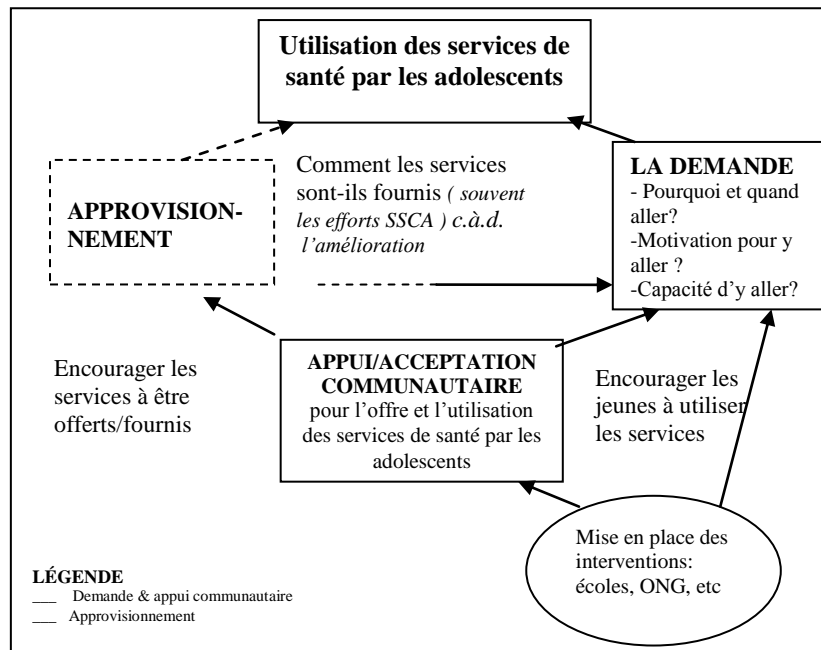 Utilisation des services de
santé par les adolescents
Comment les services
sont-ils fournis ( souvent
les efforts SSCA ) c.à.d.
l'amélioration
APPROVISION-
NEMENT
LA DEMANDE
- Pourquoi et quand
aller?
-Motivation pour y
aller ?
-Capacité d'y aller?
Encourager les
services à être
offerts/fournis
APPUI/ACCEPTATION
COMMUNAUTAIRE
pour l'offre et l'utilisation
des services de santé par les
adolescents
Encourager les
jeunes à utiliser
les services
Mise en place des
interventions:
écoles, ONG, etc
LÉGENDE
___ Demande & appui communautaire
___ Approvisionnement